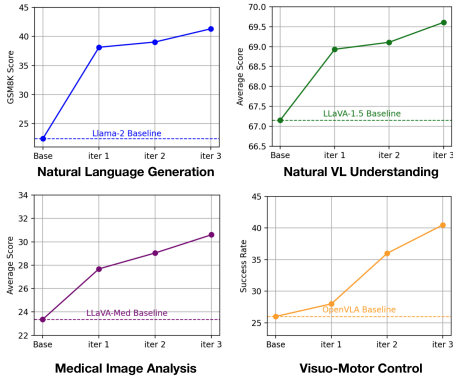 45
40
35
30
25
GSM8K Score
Llama-2 Baseline
Base iter 1 iter 2 iter 3
Natural Language Generation
70.0
69.5
69.0
68.5
68.0
67.5
67.0
66.5
Average Score
LLaVA-1.5 Baseline
Base iter 1 iter 2 iter 3
Natural VL Understanding
34
32
30
28
26
24
22
Average Score
LLaVA-Med Baseline
Base iter 1 iter 2 iter 3
Medical Image Analysis
45
40
35
30
25
Success Rate
OpenVLA Baseline
Base iter 1 iter 2 iter 3
Visuo-Motor Control